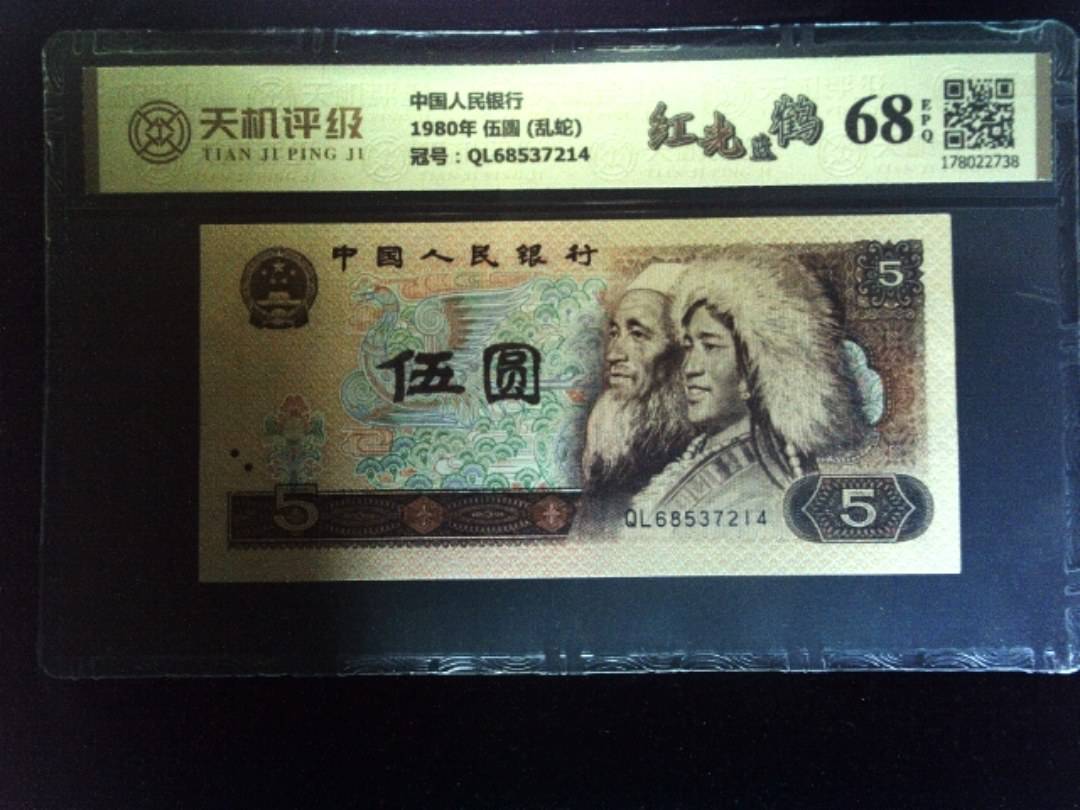 天机评级
TIAN JI PING JI
中国人民银行
1980年 伍圆 (乱蛇)
冠号：QL68537214
红光蓝鹤
68
EPQ
178022738
中国人民银行
5
伍圆
5
QL68537214
5